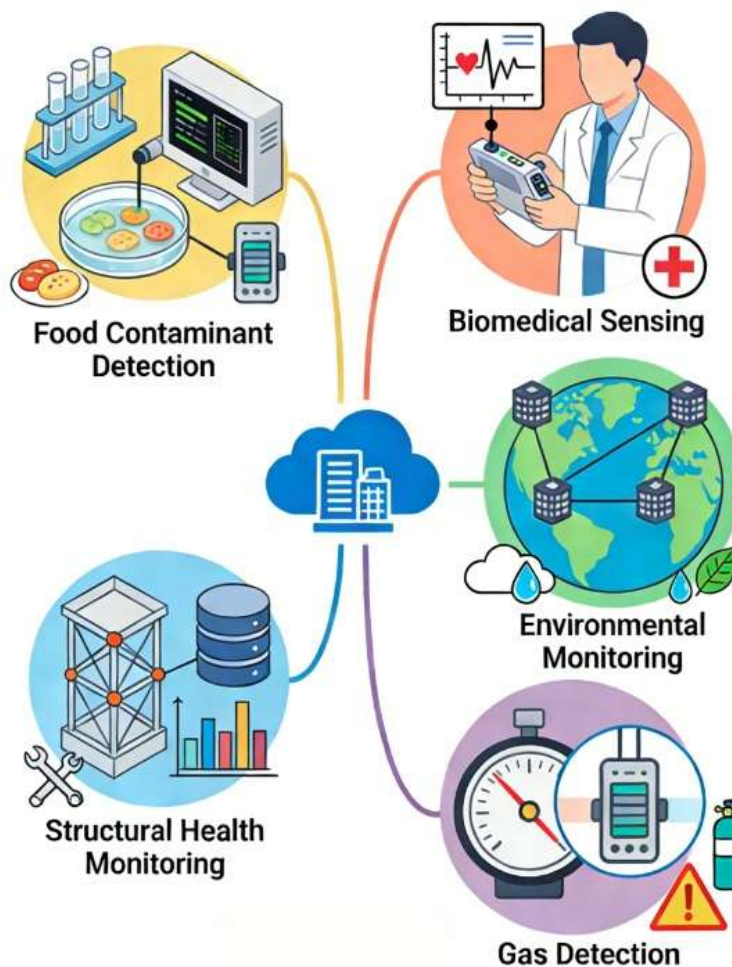 Food Contaminant
Detection
Biomedical Sensing
Environmental
Monitoring
Structural Health
Monitoring
Gas Detection